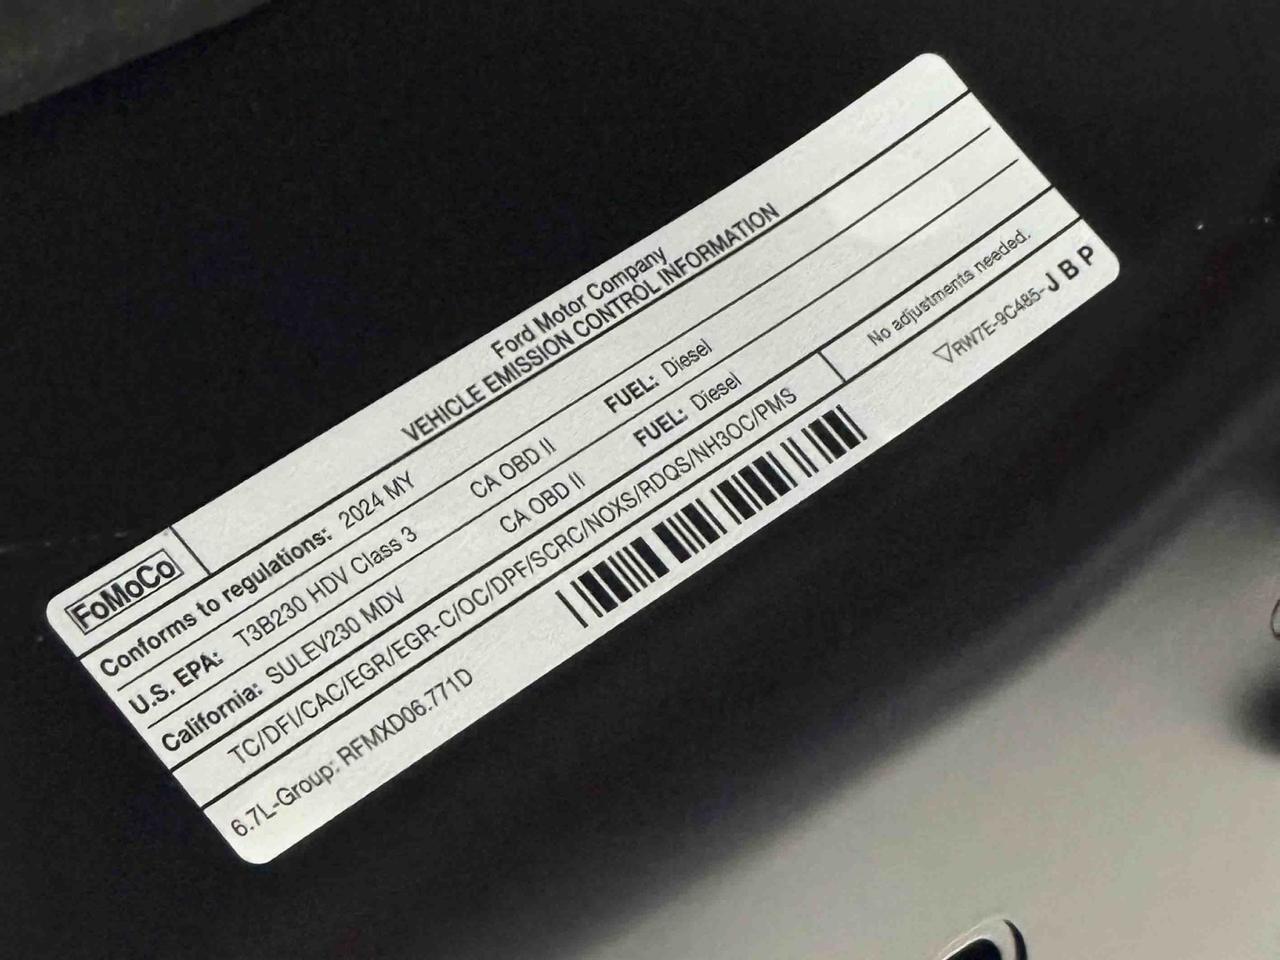 FoMoCo
Ford Motor Company
VEHICLE EMISSION CONTROL INFORMATION
Conforms to regulations: 2024 MY
U.S. EPA: T3B230 HDV Class 3 CA OBD II FUEL: Diesel
California: SULEV230 MDV CA OBD II FUEL: Diesel
TC/DFI/CAC/EGR/EGR-C/OC/DPF/SCRC/NOXS/RDQS/NH3OC/PMS No adjustments needed.
6.7L-Group: RFMXD06.771D ▽RW7E-9C485-J B P